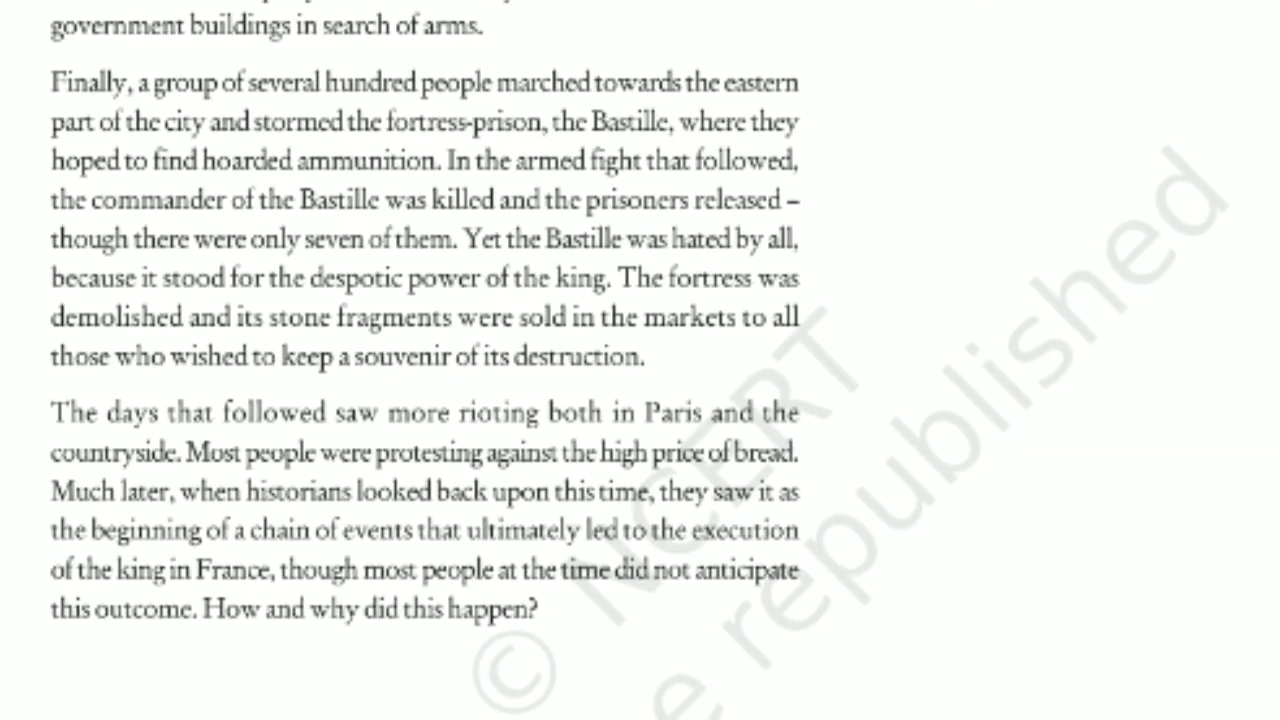 government buildings in search of arms.
Finally, a group of several hundred people marched towards the eastern
part of the city and stormed the fortress-prison, the Bastille, where they
hoped to find hoarded ammunition. In the armed fight that followed,
the commander of the Bastille was killed and the prisoners released –
though there were only seven of them. Yet the Bastille was hated by all,
because it stood for the despotic power of the king. The fortress was
demolished and its stone fragments were sold in the markets to all
those who wished to keep a souvenir of its destruction.
The days that followed saw more rioting both in Paris and the
countryside. Most people were protesting against the high price of bread.
Much later, when historians looked back upon this time, they saw it as
the beginning of a chain of events that ultimately led to the execution
of the king in France, though most people at the time did not anticipate
this outcome. How and why did this happen?
© NCERT
republished